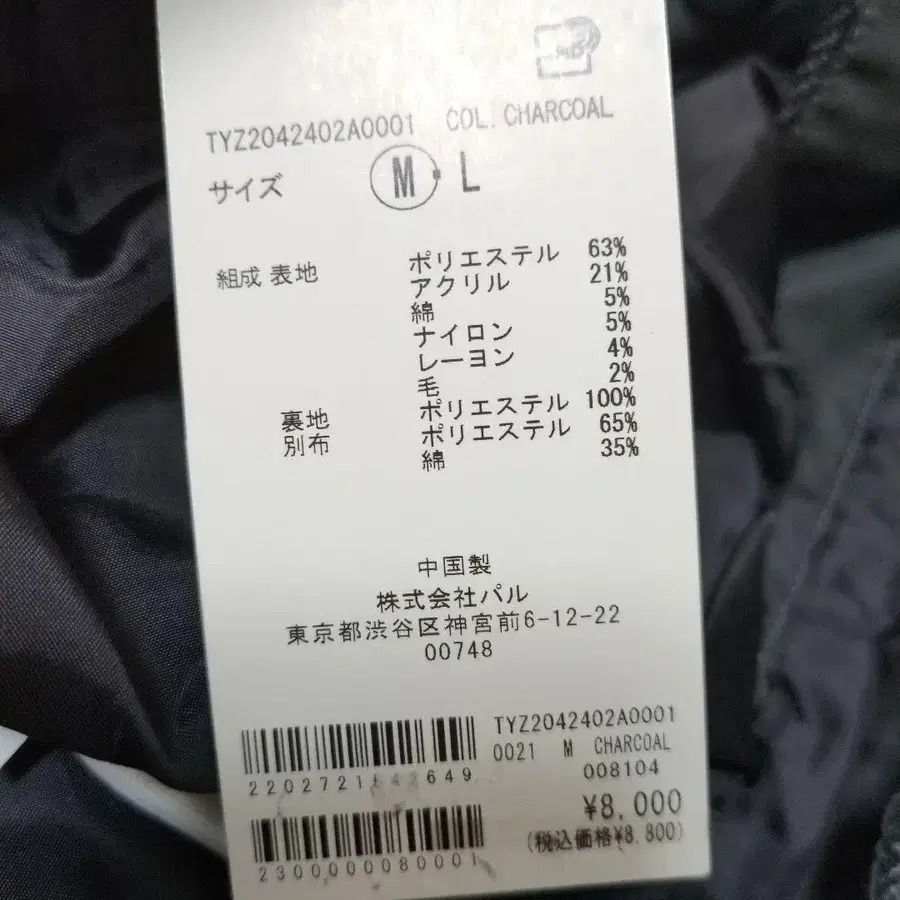 TYZ2042402A0001 COL. CHARCOAL
サイズ M・L
組成 表地 ポリエステル 63%
アクリル 21%
綿 5%
ナイロン 5%
レーヨン 4%
毛 2%
裏地 ポリエステル 100%
別布 ポリエステル 65%
綿 35%
中国製
株式会社パル
東京都渋谷区神宮前6-12-22
00748
TYZ2042402A0001
0021 M CHARCOAL
008104
2202721642649
¥8,000
(税込価格¥8,800)
2300000080001